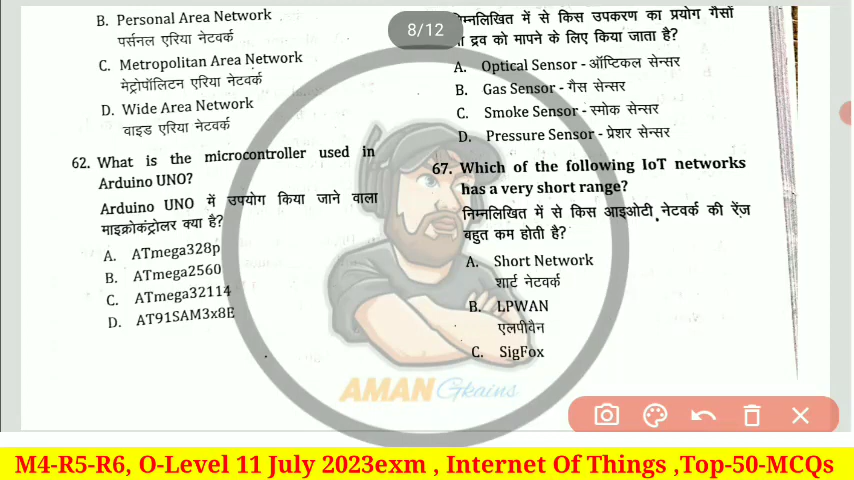 8/12
B. Personal Area Network
पर्सनल एरिया नेटवर्क
C. Metropolitan Area Network
मेट्रोपॉलिटन एरिया नेटवर्क
D. Wide Area Network
वाइड एरिया नेटवर्क
62. What is the microcontroller used in
Arduino UNO?
Arduino UNO में उपयोग किया जाने वाला
माइक्रोकंट्रोलर क्या है?
A. ATmega328p
B. ATmega2560
C. ATmega32114
D. AT91SAM3x8E
निम्नलिखित में से किस उपकरण का प्रयोग गैसों
द्रव को मापने के लिए किया जाता है?
A. Optical Sensor - ऑप्टिकल सेन्सर
B. Gas Sensor - गैस सेन्सर
C. Smoke Sensor - स्मोक सेन्सर
D. Pressure Sensor - प्रेशर सेन्सर
67. Which of the following IoT networks
has a very short range?
निम्नलिखित में से किस आइओटी नेटवर्क की रेंज़
बहुत कम होती है?
A. Short Network
शार्ट नेटवर्क
B. LPWAN
एलपीवैन
C. SigFox
AMAN Gkains
M4-R5-R6, O-Level 11 July 2023exm , Internet Of Things ,Top-50-MCQs